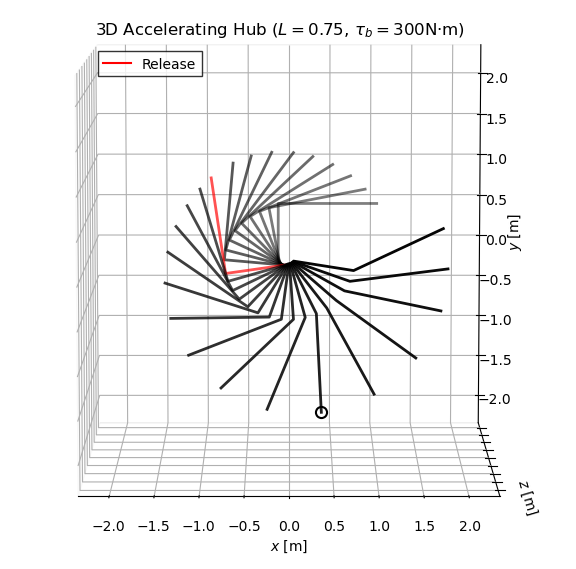 3D Accelerating Hub (L = 0.75, τ_b = 300N·m)
Release
2.0
1.5
1.0
0.5
0.0
−0.5
−1.0
−1.5
−2.0
y [m]
z [m]
−2.0 −1.5 −1.0 −0.5 0.0 0.5 1.0 1.5 2.0
x [m]